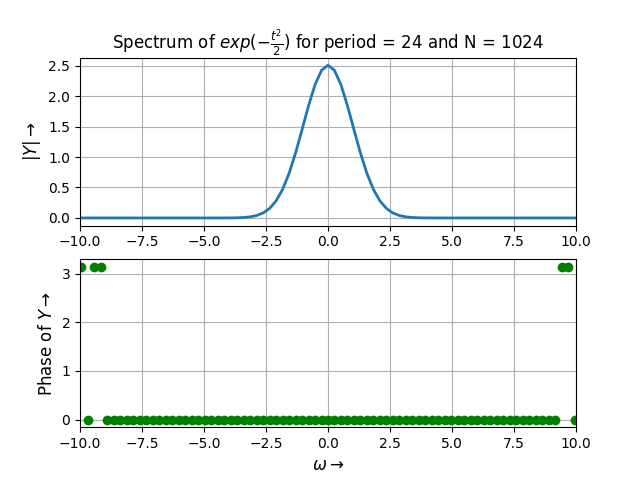 Spectrum of $exp(-\frac{t^2}{2})$ for period = 24 and N = 1024
2.5
2.0
1.5
1.0
0.5
0.0
|Y| →
−10.0 −7.5 −5.0 −2.5 0.0 2.5 5.0 7.5 10.0
3
2
1
0
Phase of Y →
−10.0 −7.5 −5.0 −2.5 0.0 2.5 5.0 7.5 10.0
ω →